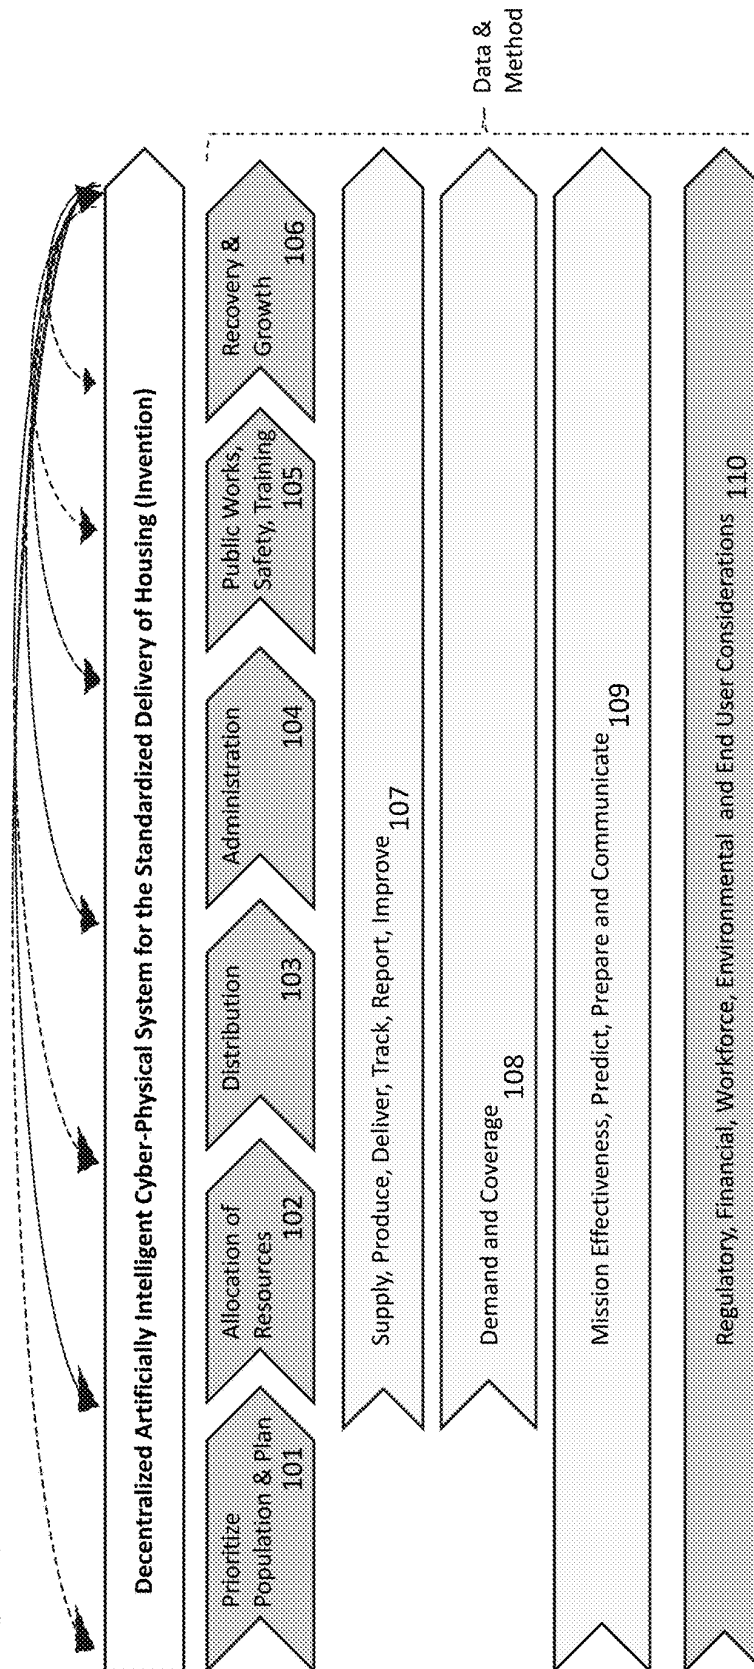 Decentralized Artificially Intelligent Cyber-Physical System for the Standardized Delivery of Housing (Invention)
Prioritize
Population & Plan
101
Allocation of
Resources
102
Distribution
103
Administration
104
Public Works,
Safety, Training
105
Recovery &
Growth
106
Supply, Produce, Deliver, Track, Report, Improve
107
Demand and Coverage
108
Mission Effectiveness, Predict, Prepare and Communicate
109
Regulatory, Financial, Workforce, Environmental and End User Considerations
110
Data &
Method